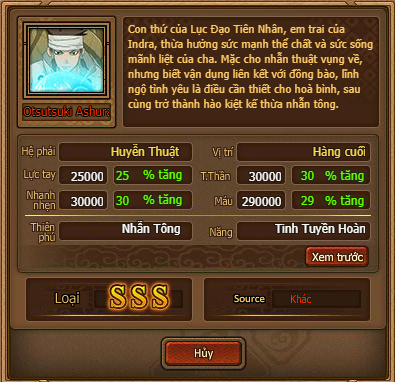 Con thứ của Lục Đạo Tiên Nhân, em trai của
Indra, thừa hưởng sức mạnh thể chất và sức sống
mãnh liệt của cha. Mặc cho nhẫn thuật vụng về,
nhưng biết vận dụng liên kết với đồng bào, lĩnh
ngộ tình yêu là điều cần thiết cho hoà bình, sau
cùng trở thành hào kiệt kế thừa nhẫn tông.
Otsutsuki Ashura
Hệ phái Huyễn Thuật Vị trí Hàng cuối
Lực tay 25000 25 % tăng T.Thần 30000 30 % tăng
Nhanh nhẹn 30000 30 % tăng Máu 290000 29 % tăng
Thiên phú Nhẫn Tông Năng Tinh Tuyền Hoàn
Xem trước
Loại SSS Source Khác
Hủy